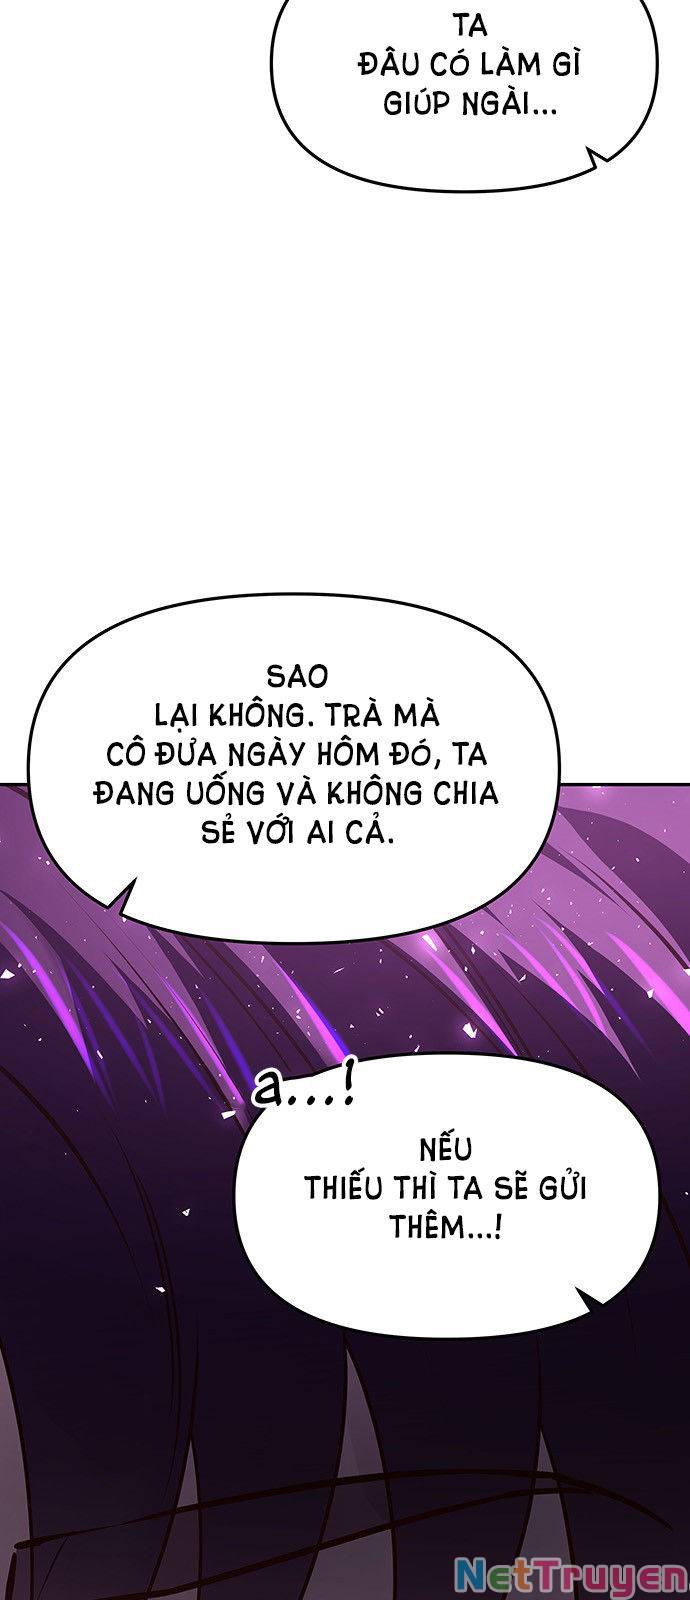 TA
ĐÂU CÓ LÀM GÌ
GIÚP NGÀI...
SAO
LẠI KHÔNG. TRÀ MÀ
CÔ ĐƯA NGÀY HÔM ĐÓ, TA
ĐANG UỐNG VÀ KHÔNG CHIA
SẺ VỚI AI CẢ.
a...!
NẾU
THIẾU THÌ TA SẼ GỬI
THÊM...!
NETTRUYEN